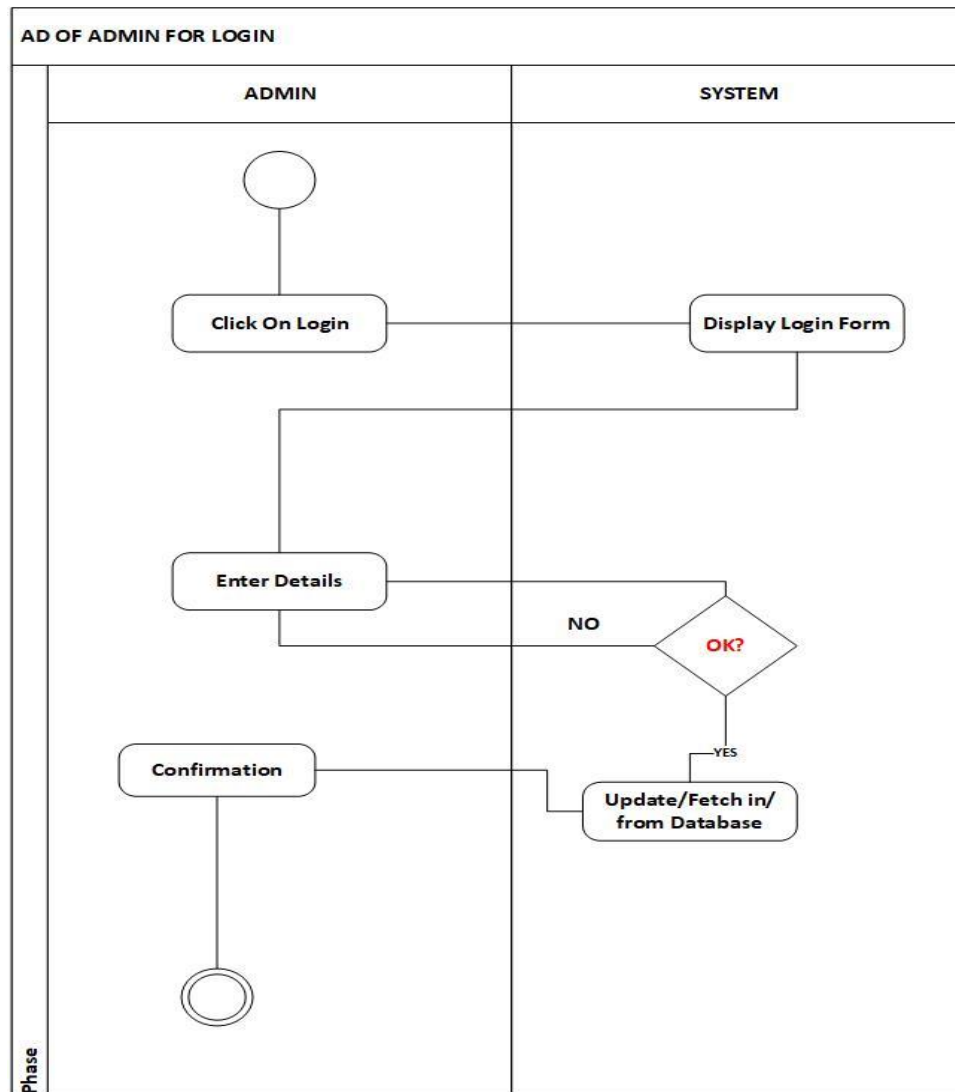 AD OF ADMIN FOR LOGIN
ADMIN
SYSTEM
Click On Login
Display Login Form
Enter Details
NO
OK?
YES
Confirmation
Update/Fetch in/
from Database
Phase